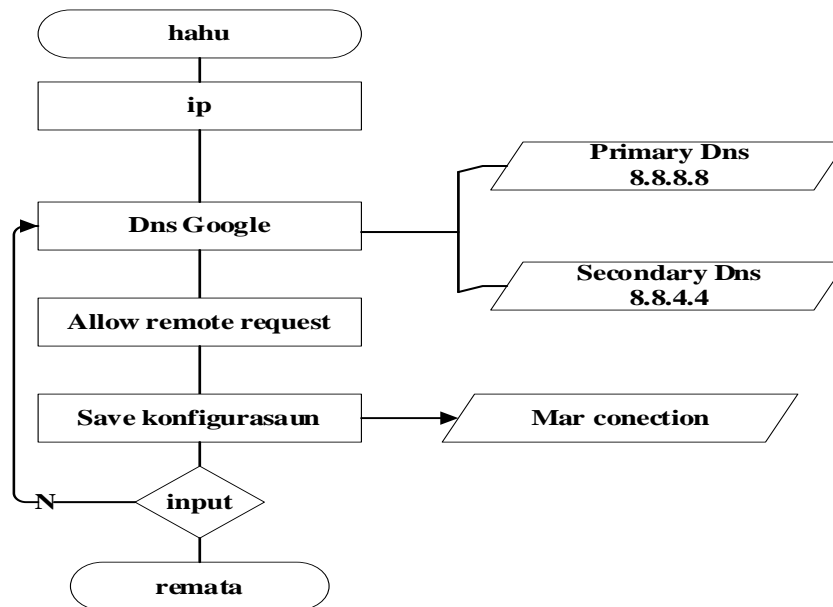 hahu
ip
Primary Dns
8.8.8.8
Dns Google
Secondary Dns
8.8.4.4
Allow remote request
Save konfigurasaun
Mar conection
input
N
remata